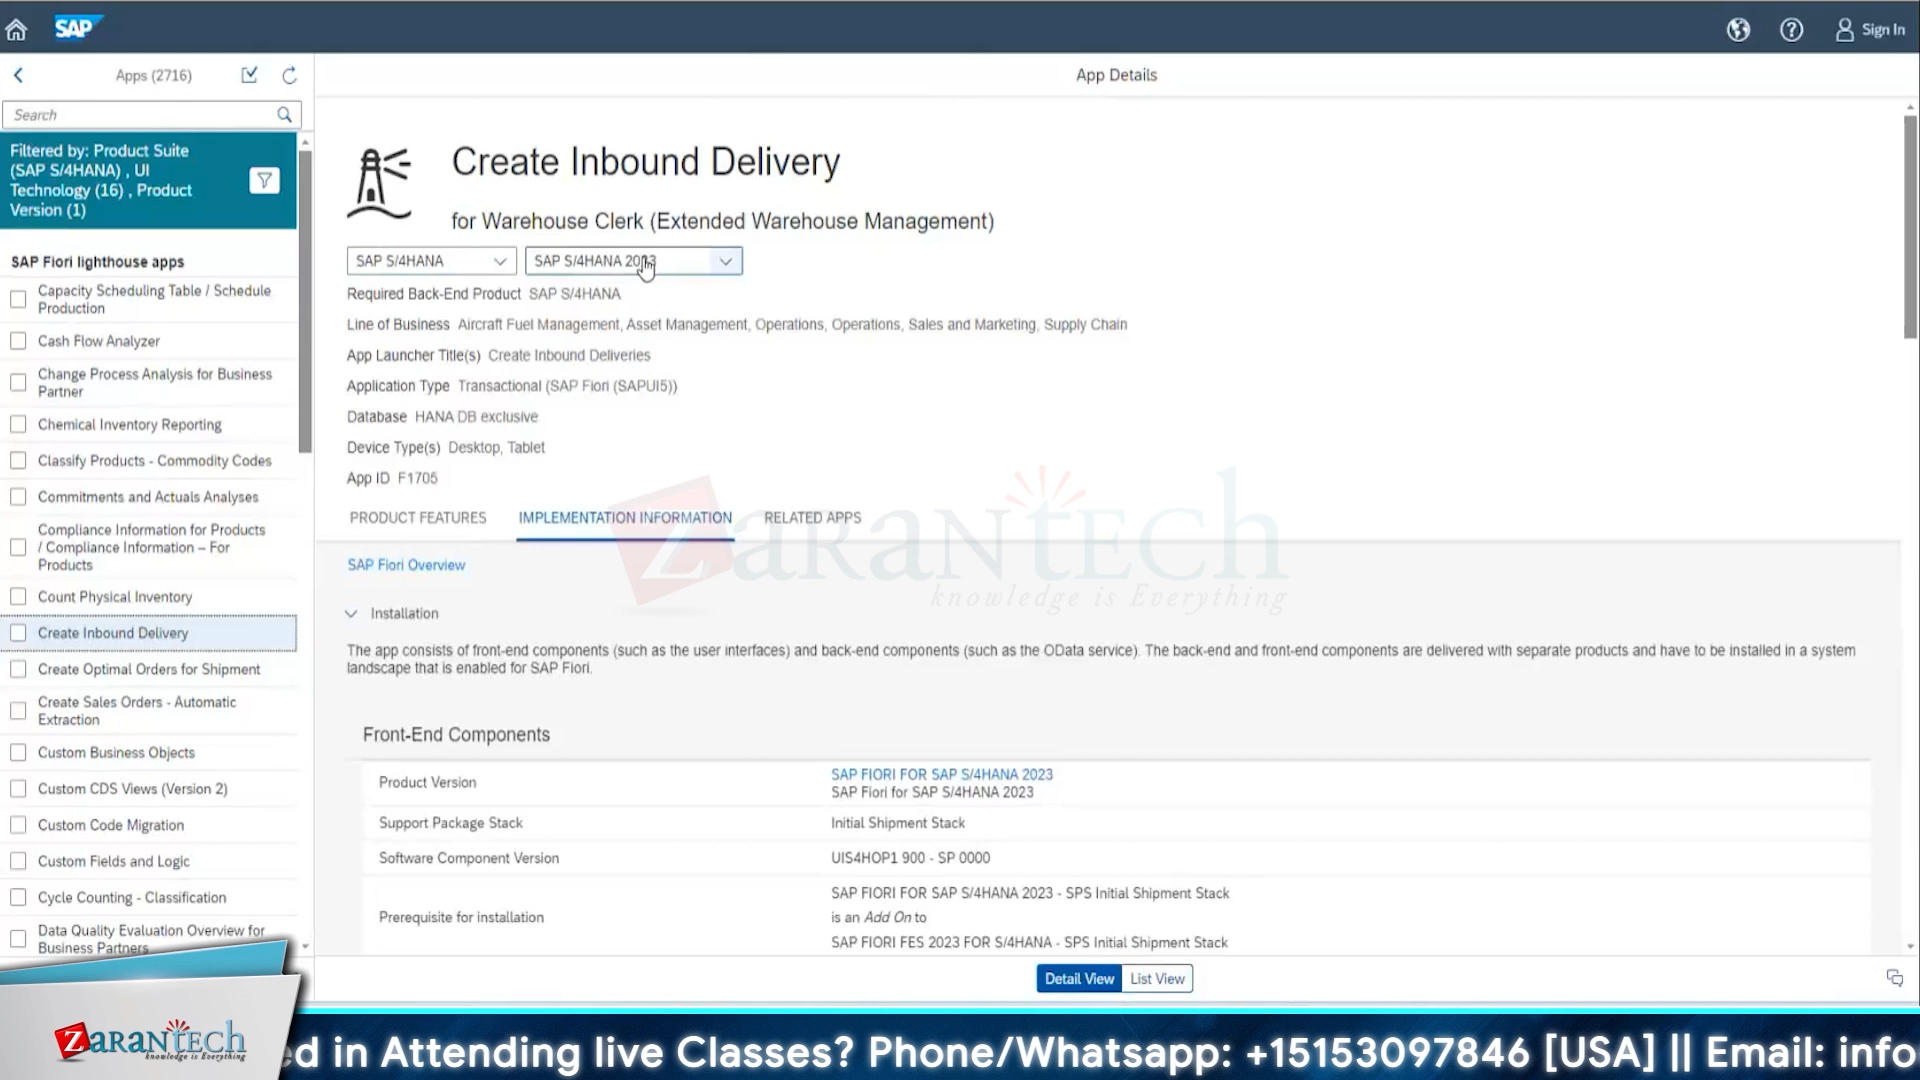 SAP
Sign In
Apps (2716)
App Details
Search
Filtered by: Product Suite
(SAP S/4HANA) , UI
Technology (16) , Product
Version (1)
SAP Fiori lighthouse apps
Capacity Scheduling Table / Schedule
Production
Cash Flow Analyzer
Change Process Analysis for Business
Partner
Chemical Inventory Reporting
Classify Products - Commodity Codes
Commitments and Actuals Analyses
Compliance Information for Products
/ Compliance Information – For
Products
Count Physical Inventory
Create Inbound Delivery
Create Optimal Orders for Shipment
Create Sales Orders - Automatic
Extraction
Custom Business Objects
Custom CDS Views (Version 2)
Custom Code Migration
Custom Fields and Logic
Cycle Counting - Classification
Data Quality Evaluation Overview for
Business Partners
Create Inbound Delivery
for Warehouse Clerk (Extended Warehouse Management)
SAP S/4HANA
SAP S/4HANA 2023
Required Back-End Product SAP S/4HANA
Line of Business Aircraft Fuel Management, Asset Management, Operations, Operations, Sales and Marketing, Supply Chain
App Launcher Title(s) Create Inbound Deliveries
Application Type Transactional (SAP Fiori (SAPUI5))
Database HANA DB exclusive
Device Type(s) Desktop, Tablet
App ID F1705
PRODUCT FEATURES
IMPLEMENTATION INFORMATION
RELATED APPS
ZaranTech
knowledge is Everything
SAP Fiori Overview
Installation
The app consists of front-end components (such as the user interfaces) and back-end components (such as the OData service). The back-end and front-end components are delivered with separate products and have to be installed in a system
landscape that is enabled for SAP Fiori.
Front-End Components
Product Version
SAP FIORI FOR SAP S/4HANA 2023
SAP Fiori for SAP S/4HANA 2023
Support Package Stack
Initial Shipment Stack
Software Component Version
UIS4HOP1 900 - SP 0000
Prerequisite for installation
SAP FIORI FOR SAP S/4HANA 2023 - SPS Initial Shipment Stack
is an Add On to
SAP FIORI FES 2023 FOR S/4HANA - SPS Initial Shipment Stack
Detail View
List View
ZaranTech
knowledge is Everything
ed in Attending live Classes? Phone/Whatsapp: +15153097846 [USA] || Email: info